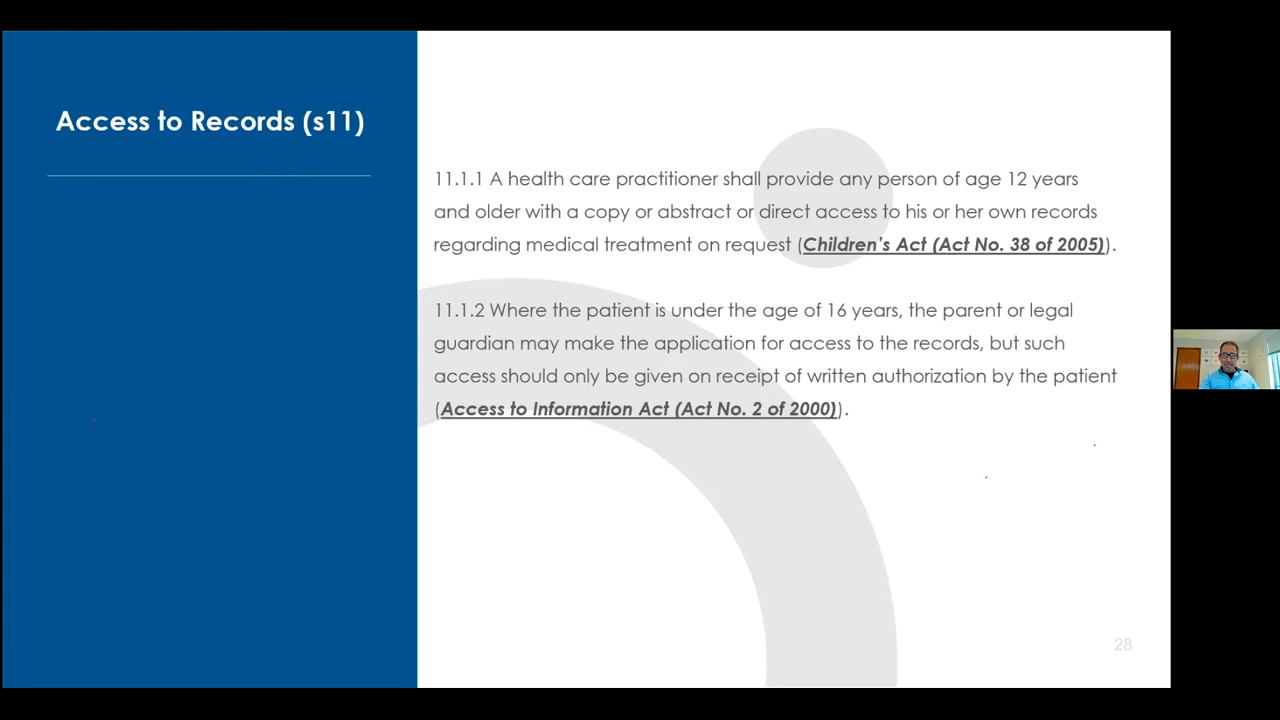 Access to Records (s11)
11.1.1 A health care practitioner shall provide any person of age 12 years
and older with a copy or abstract or direct access to his or her own records
regarding medical treatment on request (Children's Act (Act No. 38 of 2005)).
11.1.2 Where the patient is under the age of 16 years, the parent or legal
guardian may make the application for access to the records, but such
access should only be given on receipt of written authorization by the patient
(Access to Information Act (Act No. 2 of 2000)).
28